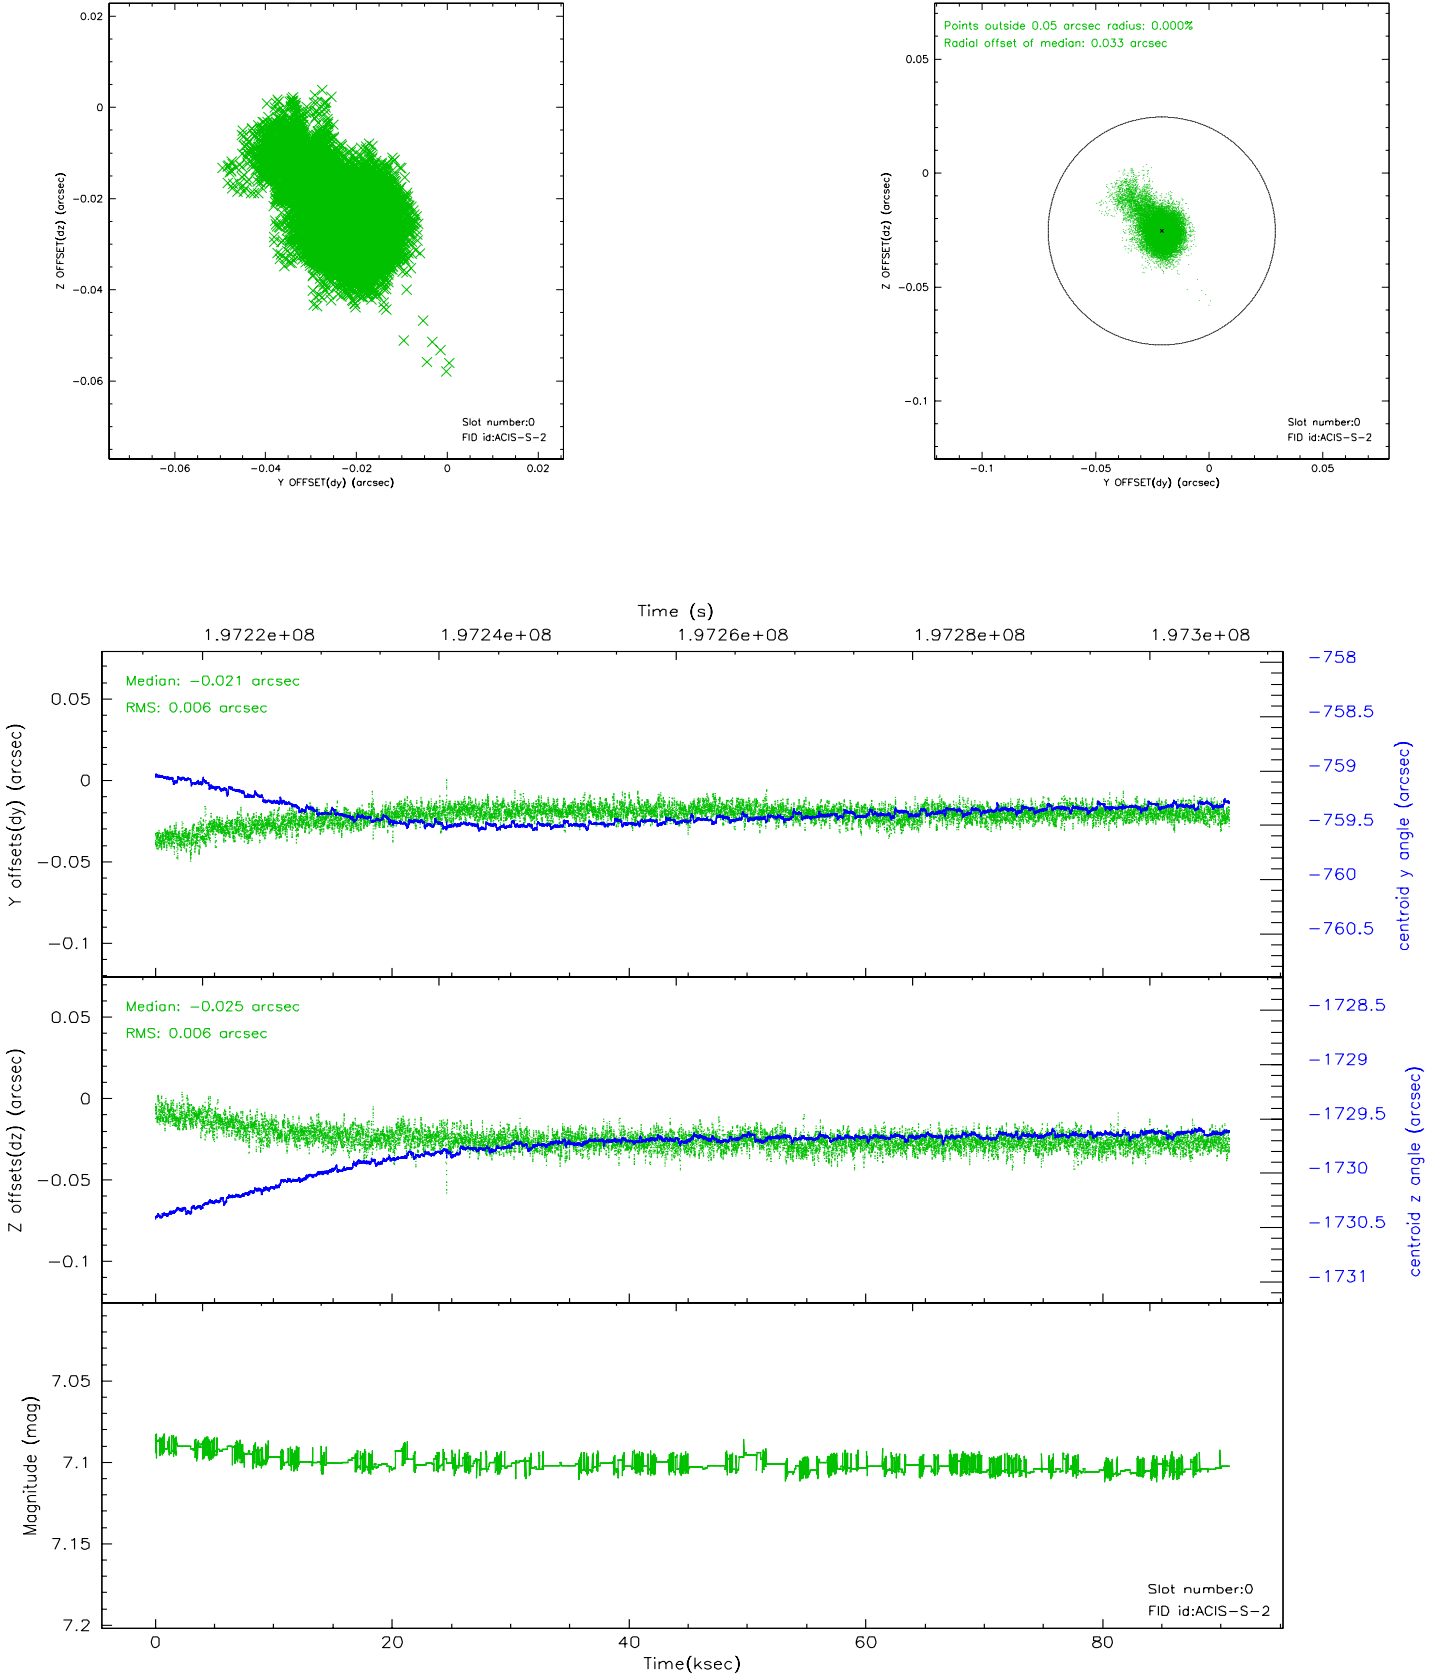 0.02
0
-0.02
-0.04
-0.06
Z OFFSET(dz) (arcsec)
Slot number:0
FID id:ACIS-S-2
-0.06 -0.04 -0.02 0 0.02
Y OFFSET(dy) (arcsec)
Points outside 0.05 arcsec radius: 0.000%
Radial offset of median: 0.033 arcsec
0.05
0
-0.05
-0.1
Z OFFSET(dz) (arcsec)
Slot number:0
FID id:ACIS-S-2
-0.1 -0.05 0 0.05
Y OFFSET(dy) (arcsec)
Time (s)
1.9722e+08 1.9724e+08 1.9726e+08 1.9728e+08 1.973e+08
Median: -0.021 arcsec
RMS: 0.006 arcsec
0.05
0
-0.05
-0.1
Y offsets(dy) (arcsec)
-758
-758.5
-759
-759.5
-760
-760.5
centroid y angle (arcsec)
Median: -0.025 arcsec
RMS: 0.006 arcsec
0.05
0
-0.05
-0.1
Z offsets(dz) (arcsec)
-1728.5
-1729
-1729.5
-1730
-1730.5
-1731
centroid z angle (arcsec)
7.05
7.1
7.15
7.2
Magnitude (mag)
Slot number:0
FID id:ACIS-S-2
0 20 40 60 80
Time(ksec)